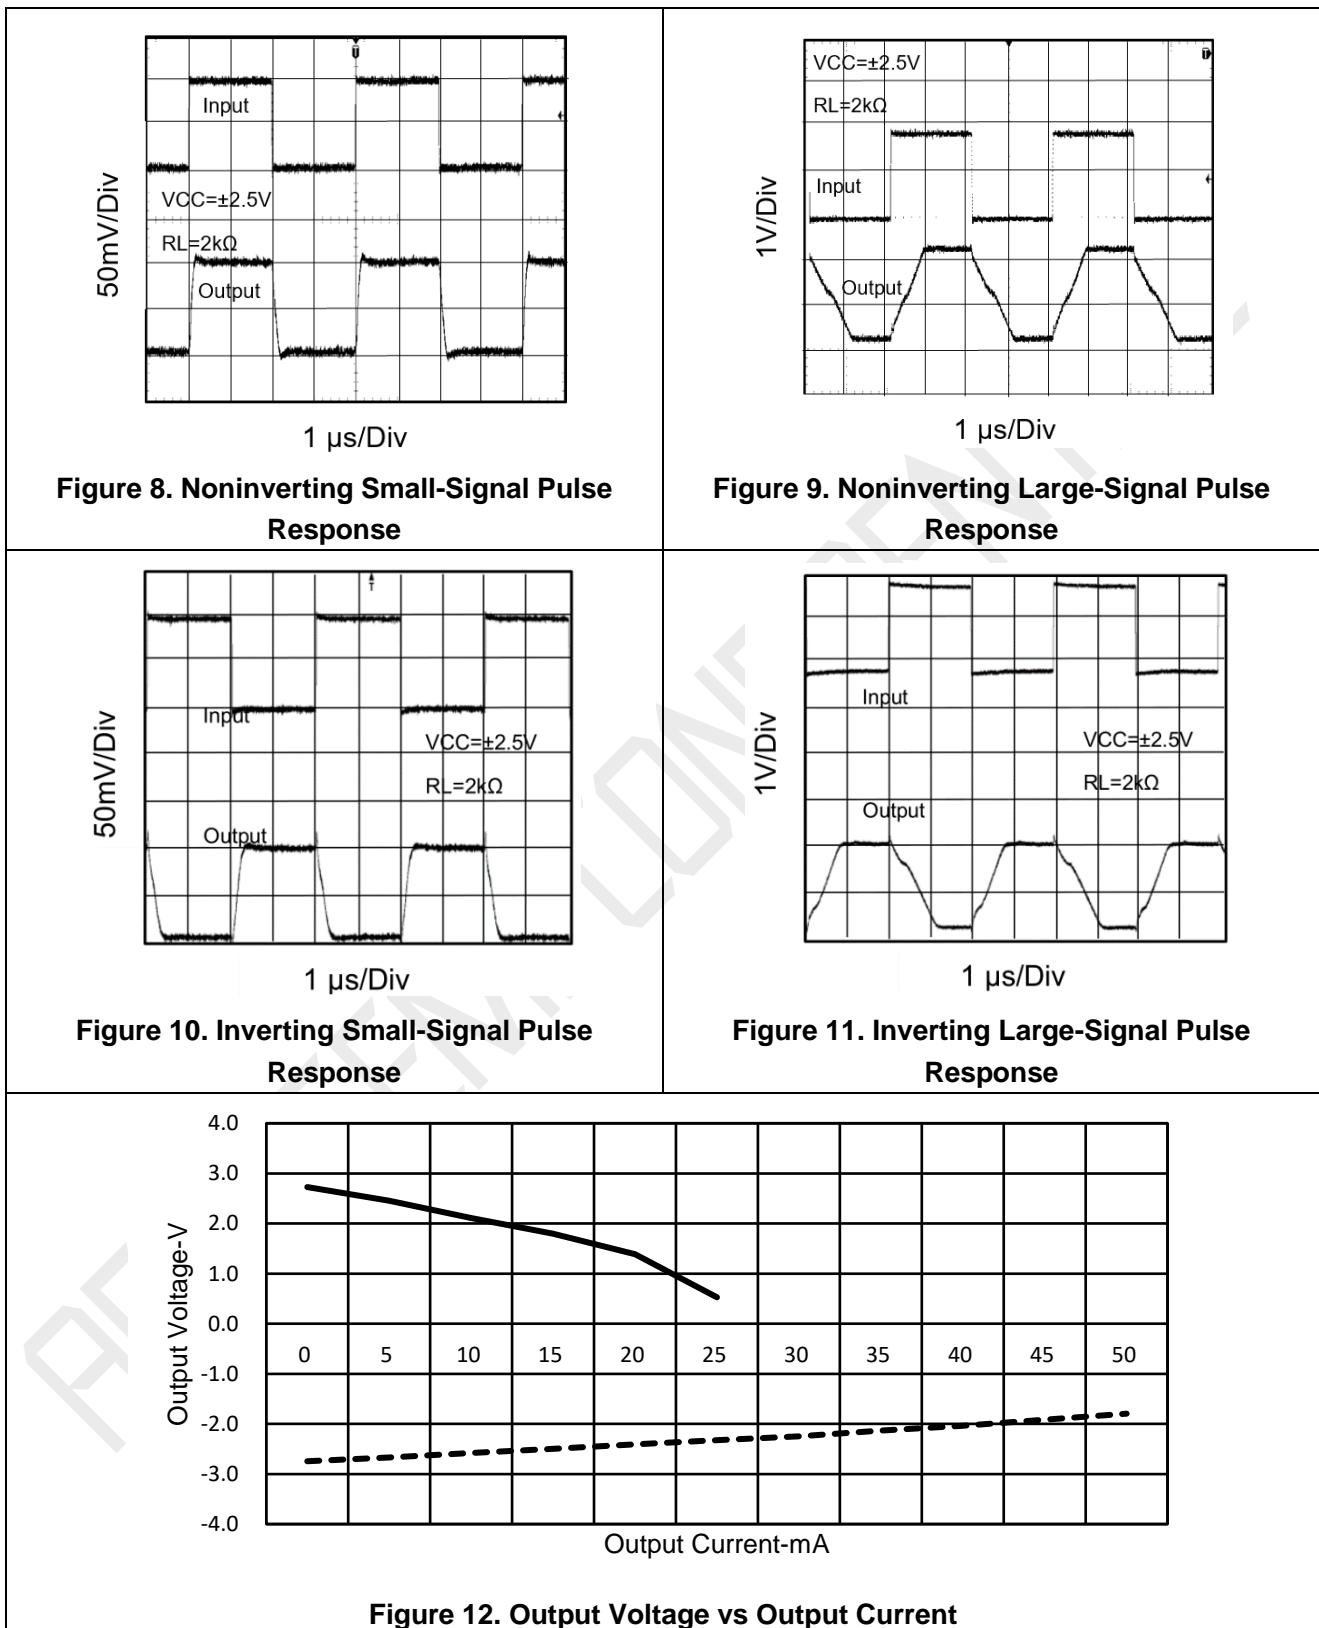 Input
VCC=±2.5V
RL=2kΩ
Output
50mV/Div
1 µs/Div
Figure 8. Noninverting Small-Signal Pulse
Response
VCC=±2.5V
RL=2kΩ
Input
Output
1V/Div
1 µs/Div
Figure 9. Noninverting Large-Signal Pulse
Response
T
Input
VCC=±2.5V
RL=2kΩ
Output
50mV/Div
1 µs/Div
Figure 10. Inverting Small-Signal Pulse
Response
Input
VCC=±2.5V
RL=2kΩ
Output
1V/Div
1 µs/Div
Figure 11. Inverting Large-Signal Pulse
Response
4.0
3.0
2.0
1.0
0.0
-1.0
-2.0
-3.0
-4.0
Output Voltage-V
0 5 10 15 20 25 30 35 40 45 50
Output Current-mA
Figure 12. Output Voltage vs Output Current